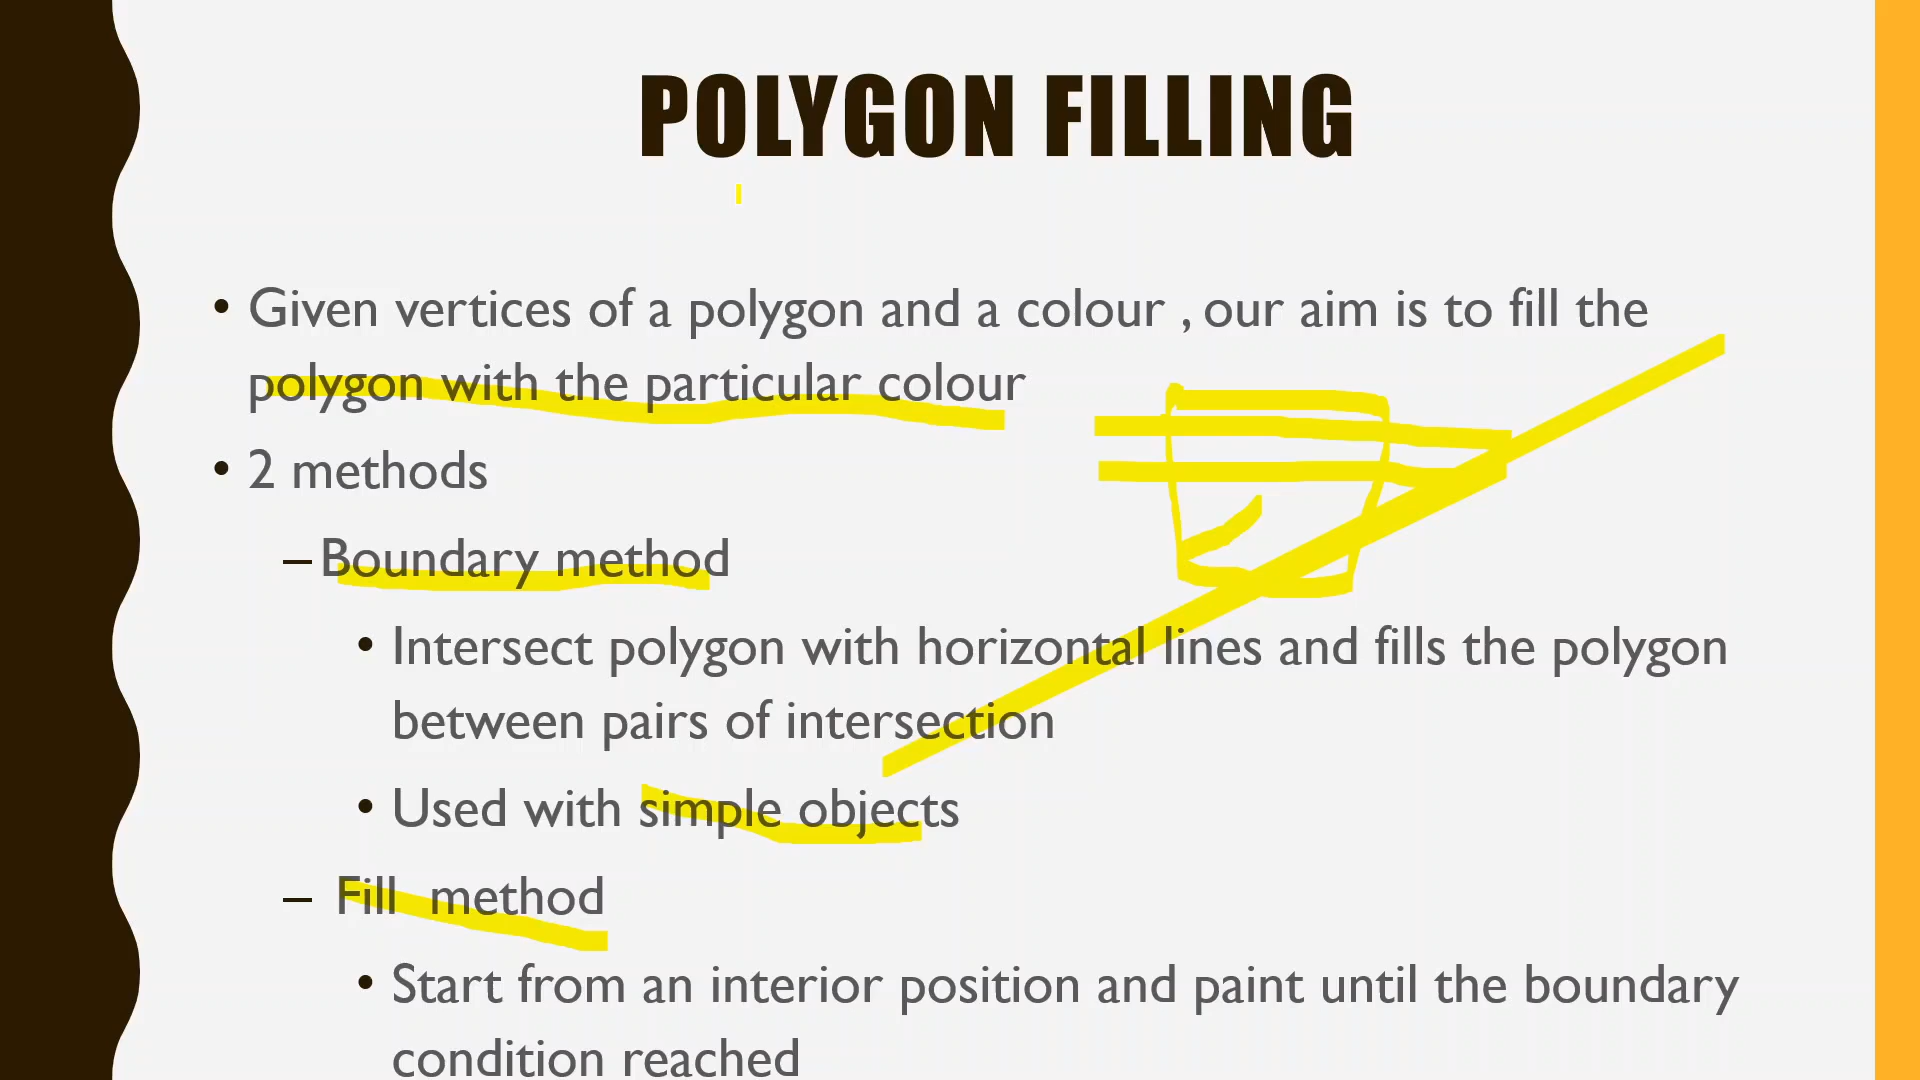 POLYGON FILLING
• Given vertices of a polygon and a colour , our aim is to fill the
polygon with the particular colour
• 2 methods
– Boundary method
• Intersect polygon with horizontal lines and fills the polygon
between pairs of intersection
• Used with simple objects
– Fill method
• Start from an interior position and paint until the boundary
condition reached